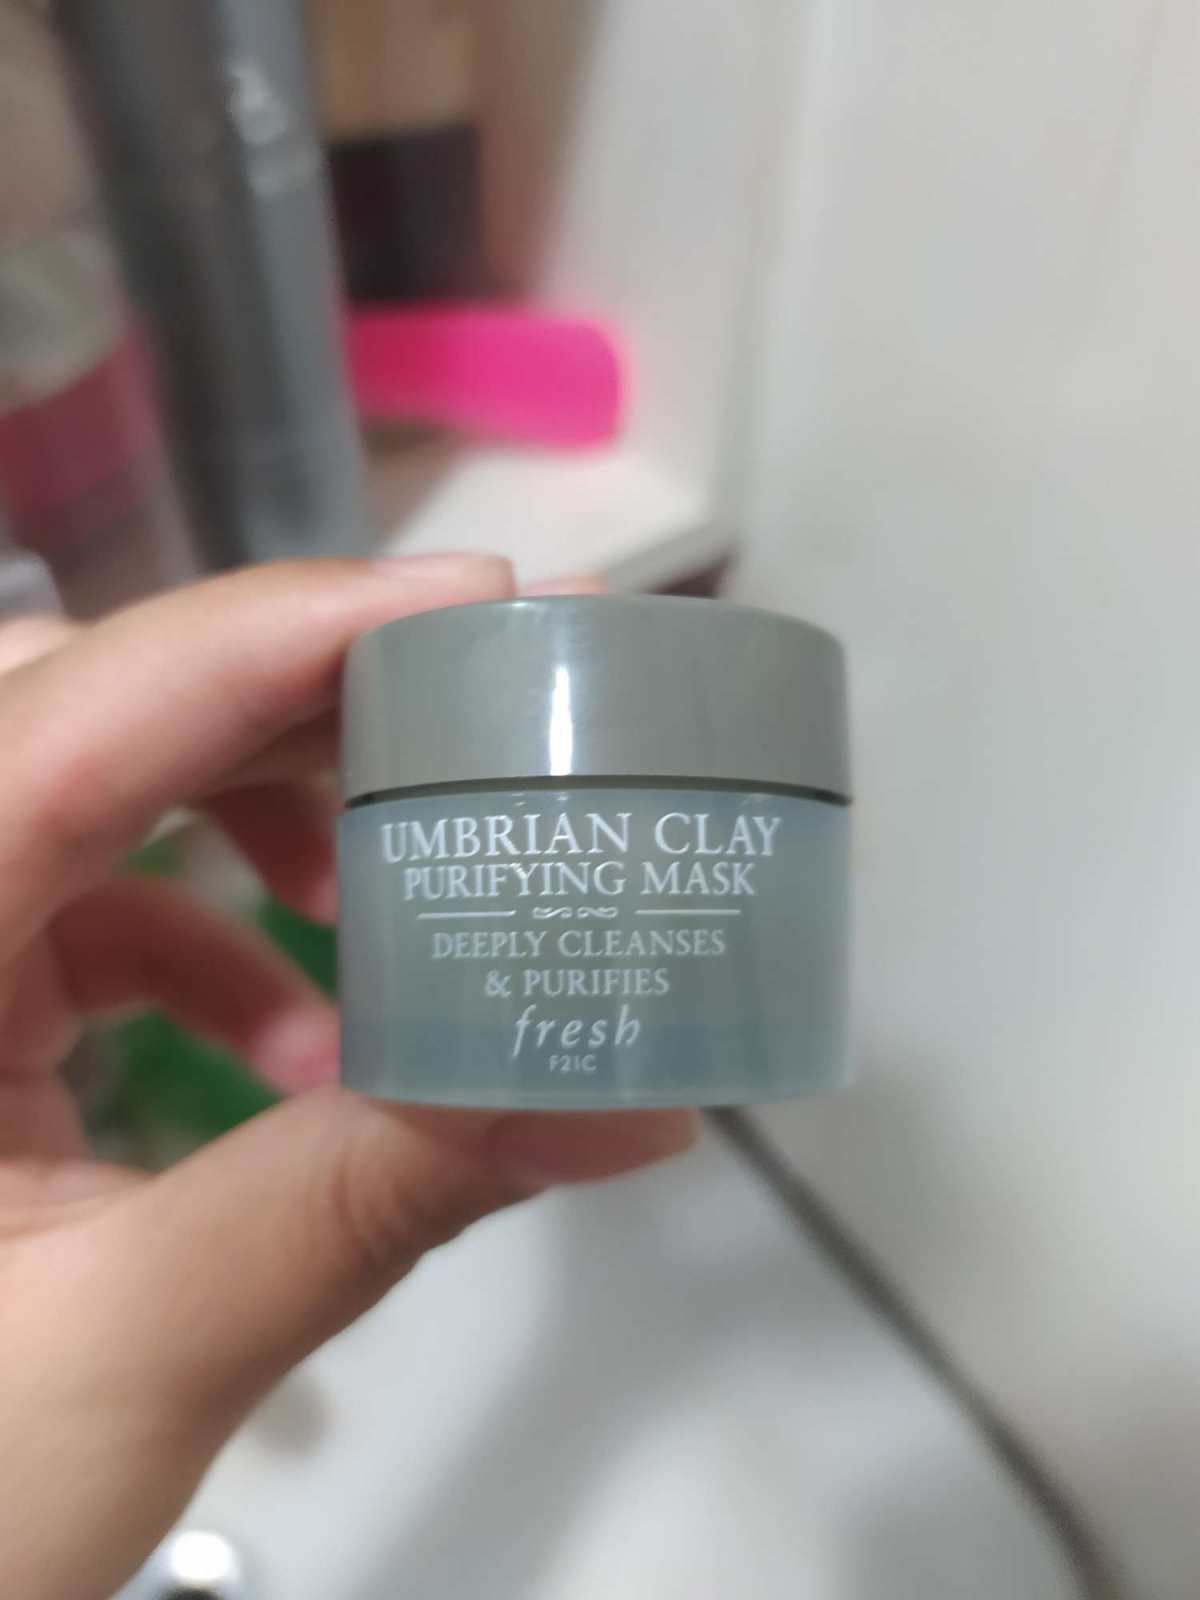 UMBRIAN CLAY
PURIFYING MASK
DEEPLY CLEANSES
& PURIFIES
fresh
F21C